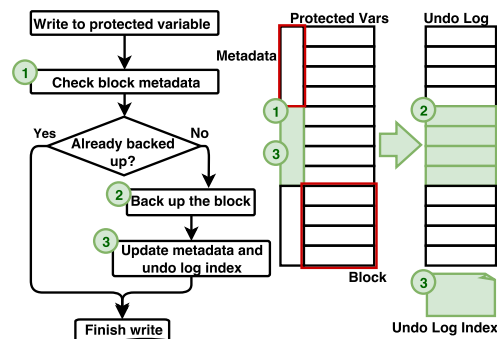 Write to protected variable
1
Check block metadata
Yes
No
Already backed
up?
2
Back up the block
3
Update metadata and
undo log index
Finish write
Protected Vars
Undo Log
Metadata
1
2
3
Block
3
Undo Log Index